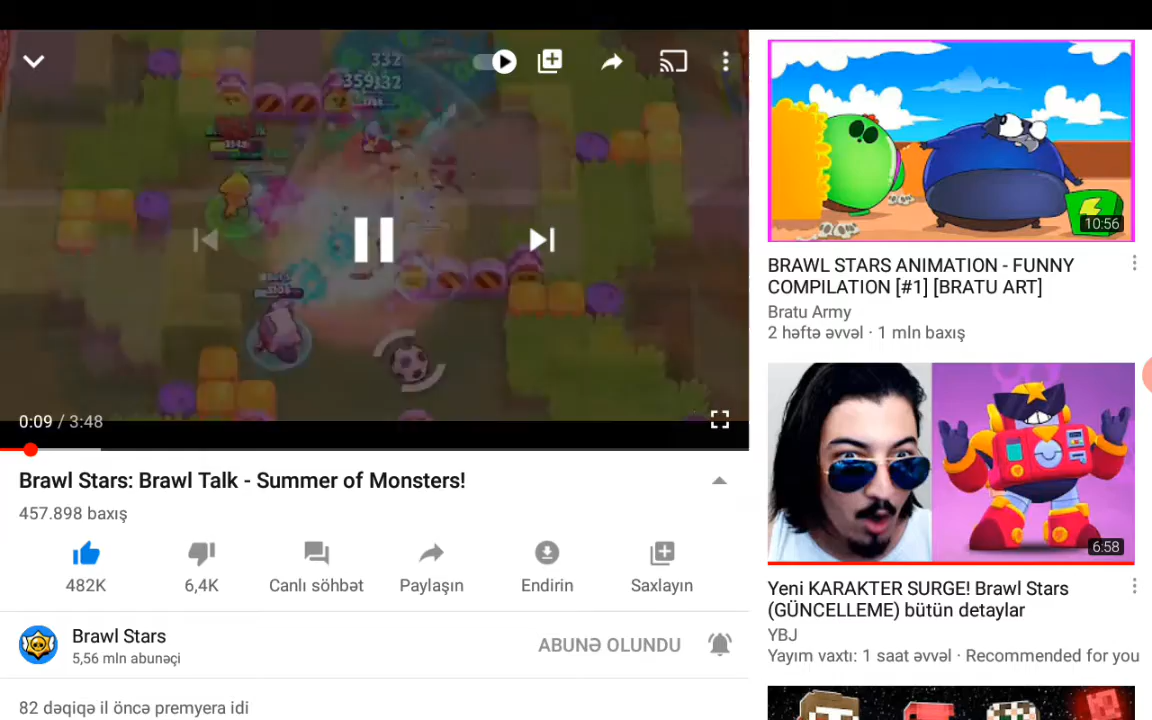 332
0:09 / 3:48
Brawl Stars: Brawl Talk - Summer of Monsters!
457.898 baxış
482K
6,4K
Canlı söhbət
Paylaşın
Endirin
Saxlayın
Brawl Stars
5,56 mln abunəçi
ABUNƏ OLUNDU
82 dəqiqə il öncə premyera idi
10:56
BRAWL STARS ANIMATION - FUNNY
COMPILATION [#1] [BRATU ART]
Bratu Army
2 həftə əvvəl · 1 mln baxış
6:58
Yeni KARAKTER SURGE! Brawl Stars
(GÜNCELLEME) bütün detaylar
YBJ
Yayım vaxtı: 1 saat əvvəl · Recommended for you